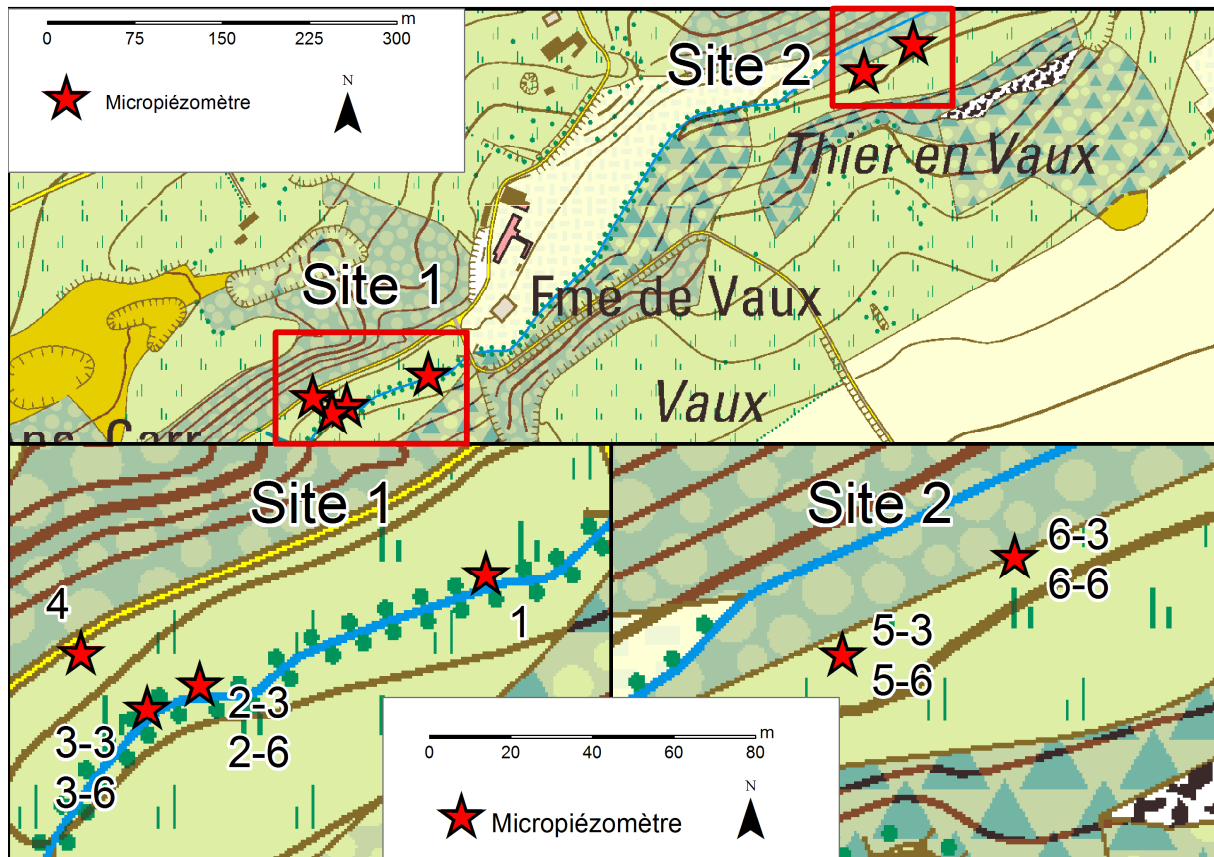 m
0 75 150 225 300
Micropiézomètre
N
Site 2
Thier en Vaux
Site 1
Fme de Vaux
Vaux
Site 1
4
1
2-3
2-6
3-3
3-6
Site 2
6-3
6-6
5-3
5-6
m
0 20 40 60 80
Micropiézomètre
N